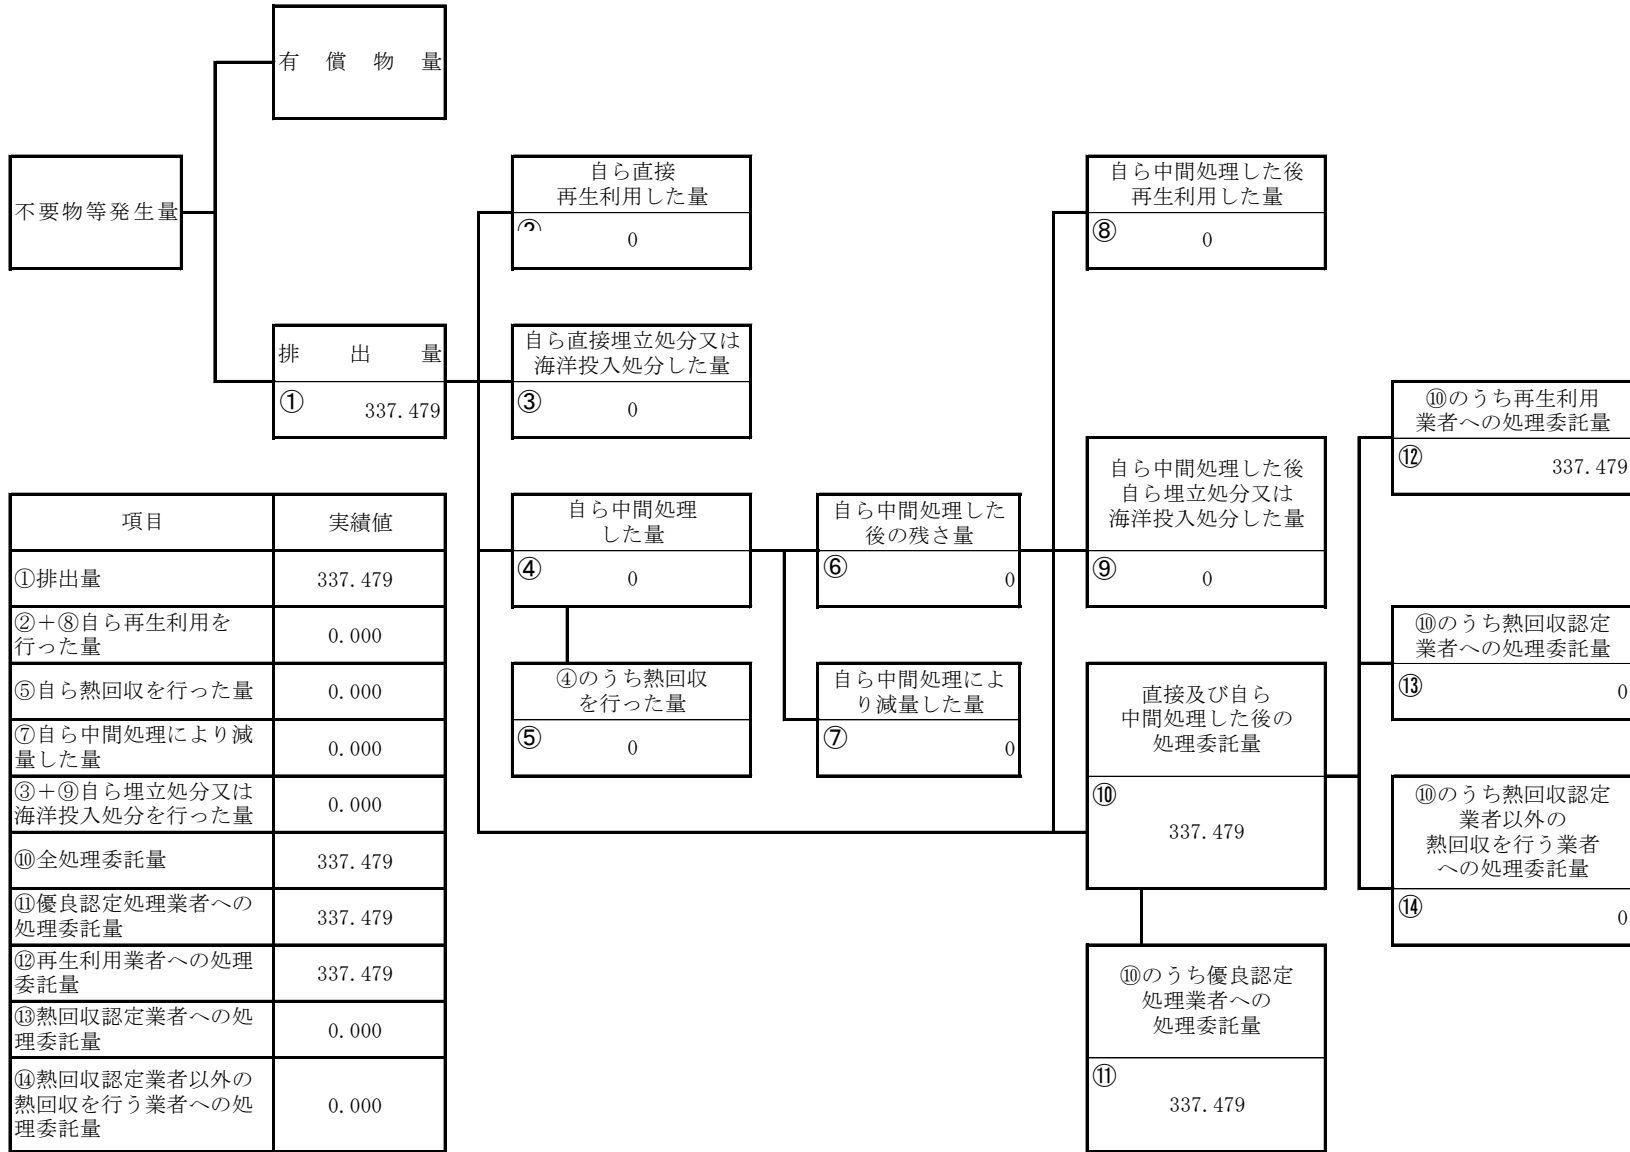 有償物量
不要物等発生量
排出量
① 337.479
自ら直接
再生利用した量
② 0
自ら直接埋立処分又は
海洋投入処分した量
③ 0
自ら中間処理
した量
④ 0
④のうち熱回収
を行った量
⑤ 0
自ら中間処理した
後の残さ量
⑥ 0
自ら中間処理によ
り減量した量
⑦ 0
自ら中間処理した後
再生利用した量
⑧ 0
自ら中間処理した後
自ら埋立処分又は
海洋投入処分した量
⑨ 0
直接及び自ら
中間処理した後の
処理委託量
⑩
337.479
⑩のうち優良認定
処理業者への
処理委託量
⑪
337.479
⑩のうち再生利用
業者への処理委託量
⑫ 337.479
⑩のうち熱回収認定
業者への処理委託量
⑬ 0
⑩のうち熱回収認定
業者以外の
熱回収を行う業者
への処理委託量
⑭ 0
項目 実績値
①排出量 337.479
②+⑧自ら再生利用を
行った量 0.000
⑤自ら熱回収を行った量 0.000
⑦自ら中間処理により減
量した量 0.000
③+⑨自ら埋立処分又は
海洋投入処分を行った量 0.000
⑩全処理委託量 337.479
⑪優良認定処理業者への
処理委託量 337.479
⑫再生利用業者への処理
委託量 337.479
⑬熱回収認定業者への処
理委託量 0.000
⑭熱回収認定業者以外の
熱回収を行う業者への処
理委託量 0.000